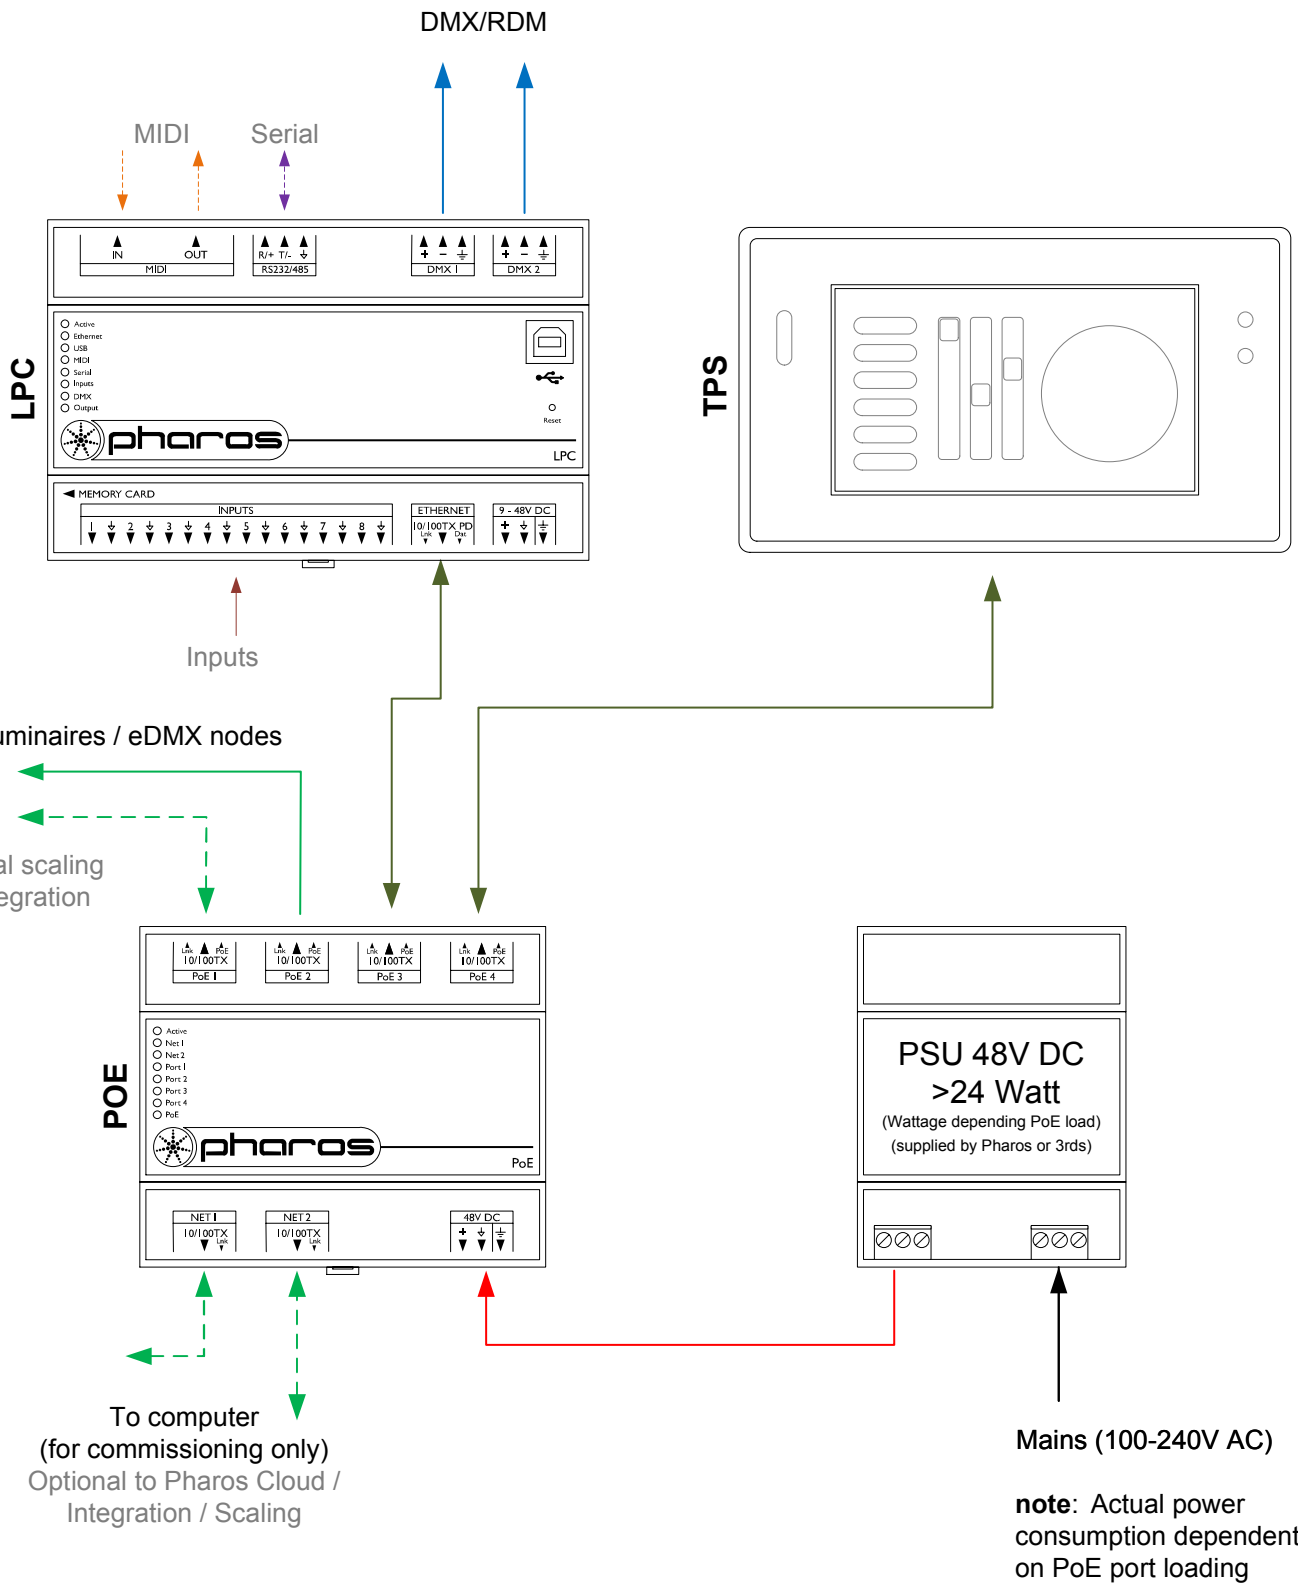 DMX/RDM
MIDI
Serial
IN
OUT
MIDI
R/+ T/-
RS232/485
+ −
DMX 1
+ −
DMX 2
LPC
Active
Ethernet
USB
MIDI
Serial
Inputs
DMX
Output
Reset
pharos
LPC
MEMORY CARD
INPUTS
1 2 3 4 5 6 7 8
ETHERNET
10/100TX PD
Lnk Dat
9 - 48V DC
+
TPS
Inputs
uminaires / eDMX nodes
al scaling
egration
Lnk PoE
10/100TX
PoE 1
Lnk PoE
10/100TX
PoE 2
Lnk PoE
10/100TX
PoE 3
Lnk PoE
10/100TX
PoE 4
POE
Active
Net 1
Net 2
Port 1
Port 2
Port 3
Port 4
PoE
pharos
PoE
NET 1
10/100TX
Lnk
NET 2
10/100TX
Lnk
48V DC
+
PSU 48V DC
>24 Watt
(Wattage depending PoE load)
(supplied by Pharos or 3rds)
To computer
(for commissioning only)
Optional to Pharos Cloud /
Integration / Scaling
Mains (100-240V AC)
note: Actual power
consumption dependent
on PoE port loading